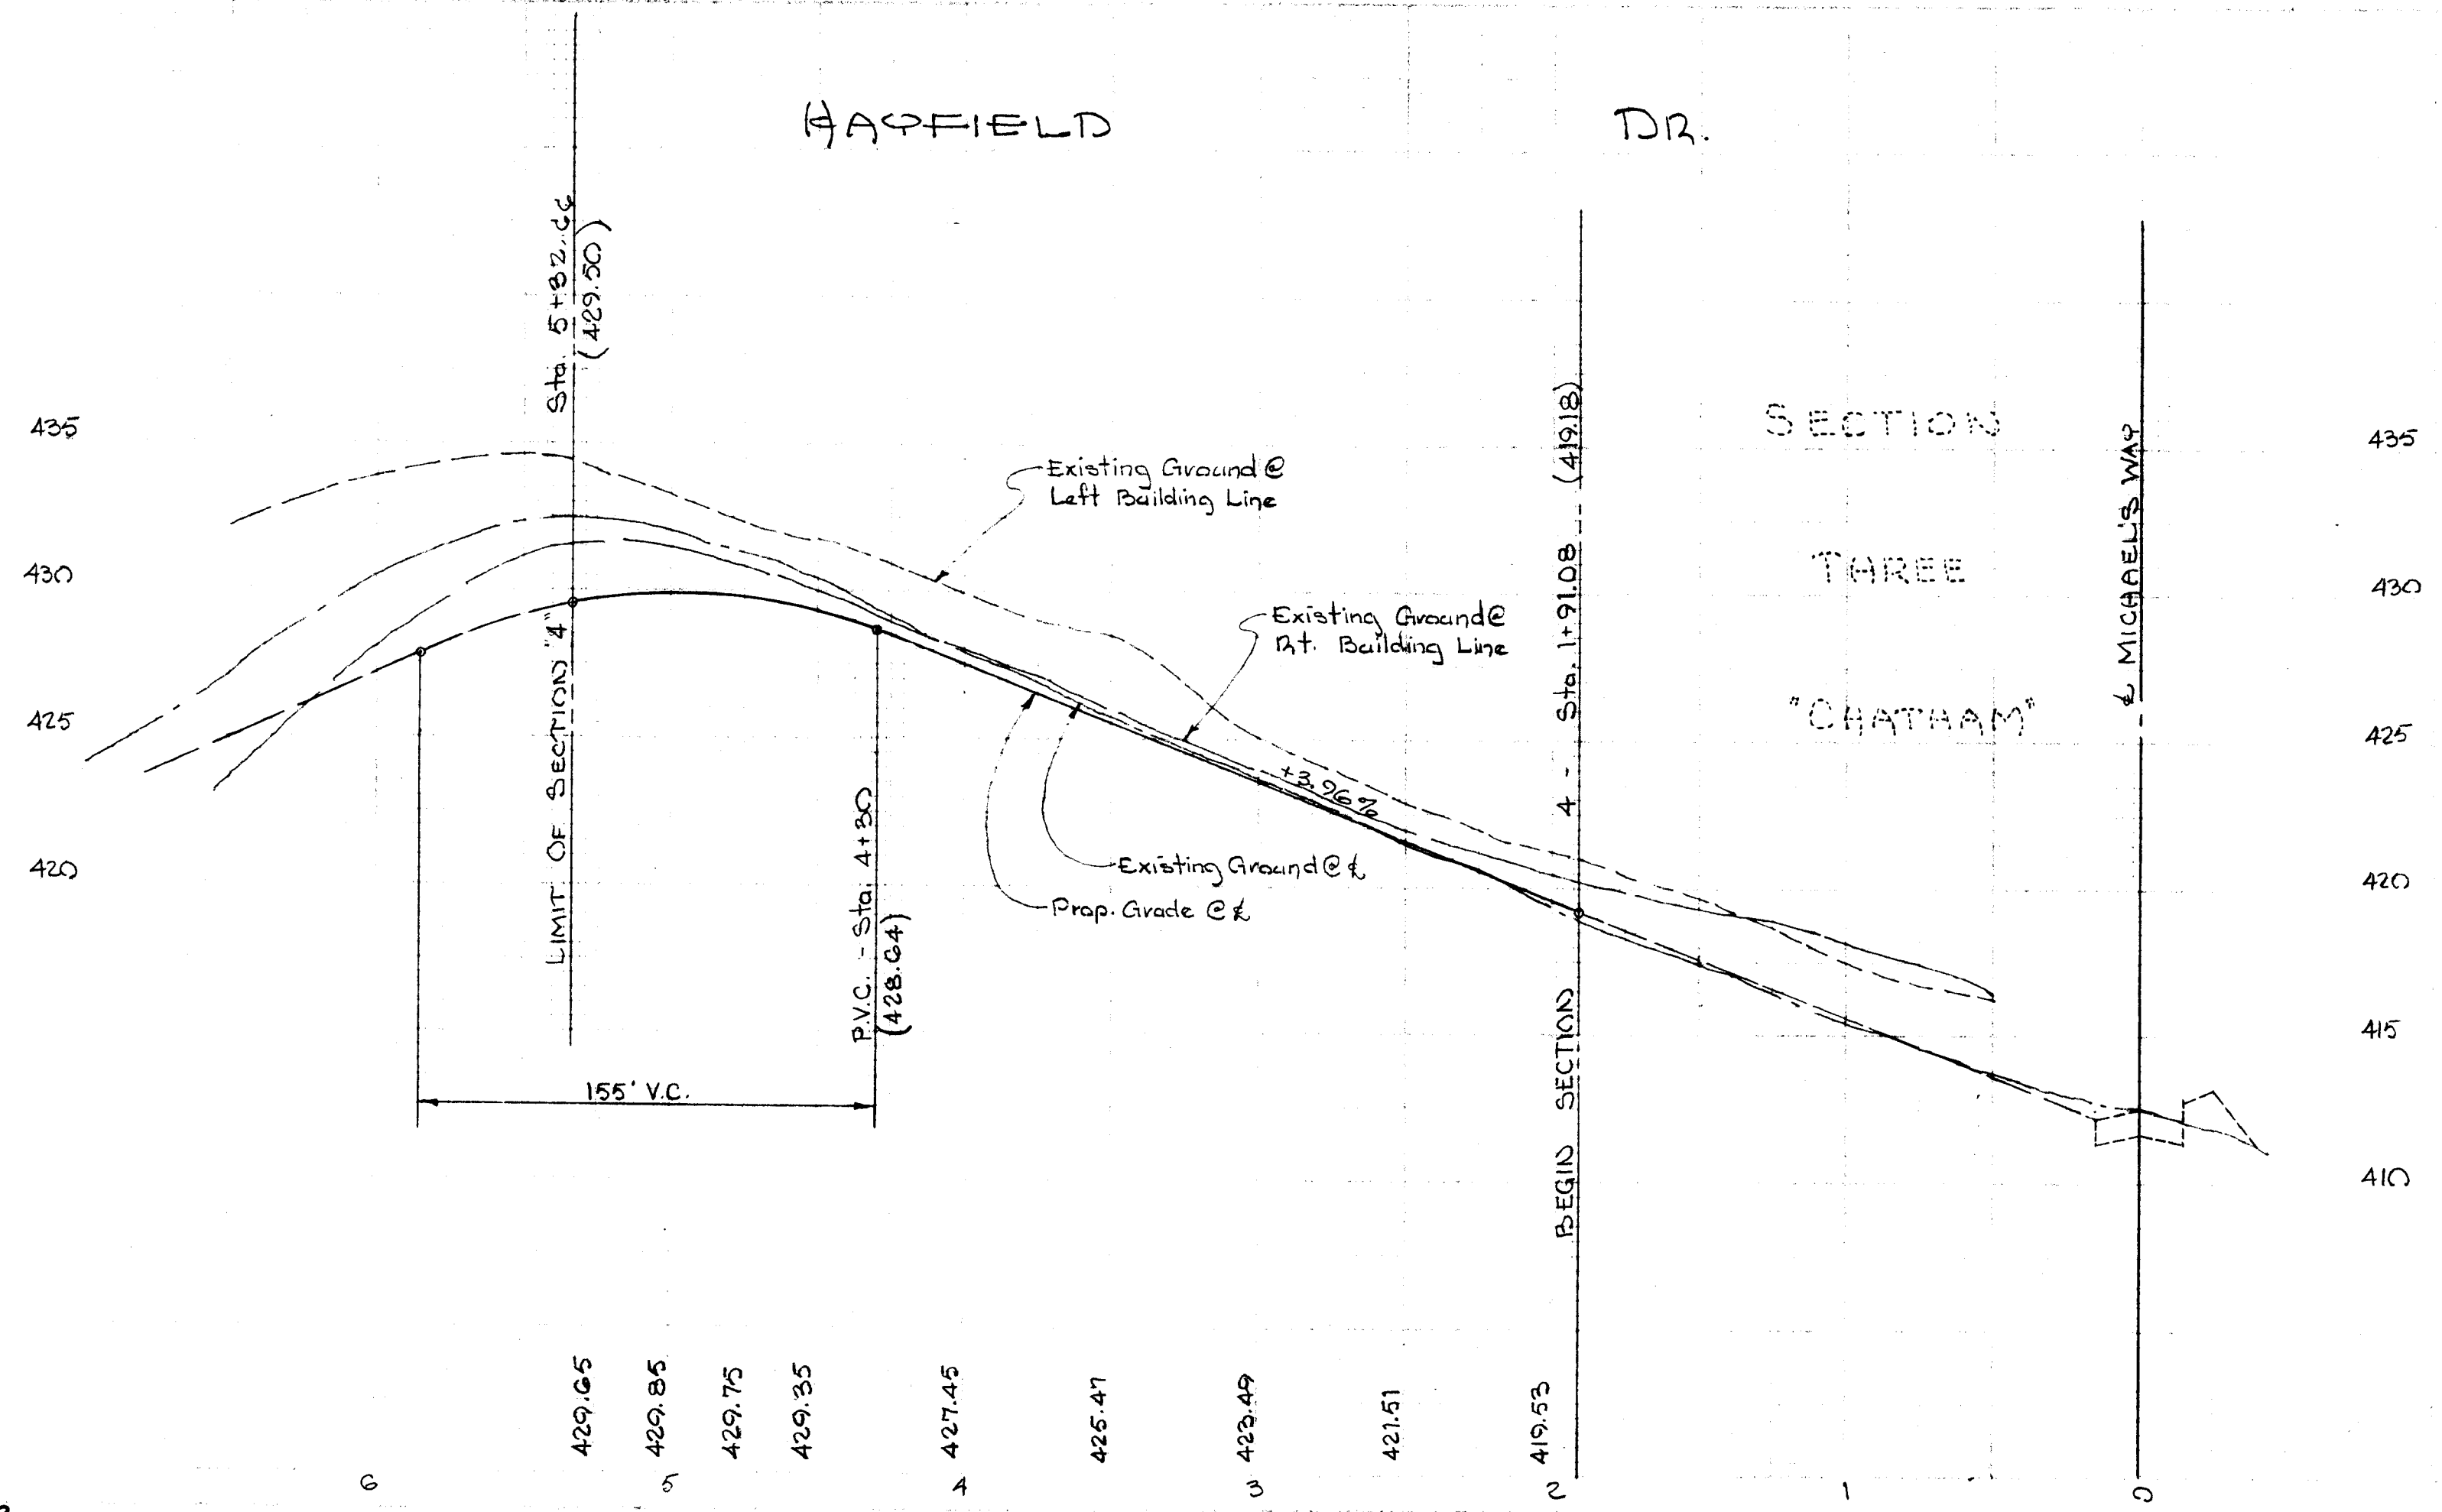 HAYFIELD DR.
Sta. 5+32.66
(429.50)
LIMIT OF SECTION "4"
435
430
425
420
Existing Ground @
Left Building Line
Existing Ground @
Rt. Building Line
+3.96%
Existing Ground @ ℄
Prop. Grade @ ℄
P.V.C. - Sta. 4+30
(428.64)
155' V.C.
BEGIN SECTION 4 - Sta. 1+91.08 (419.18)
SECTION
THREE
"CHATHAM"
℄ MICHAEL'S WAY
435
430
425
420
415
410
429.65
429.85
429.75
429.35
427.45
425.47
423.49
421.51
419.53
6 5 4 3 2 1 0